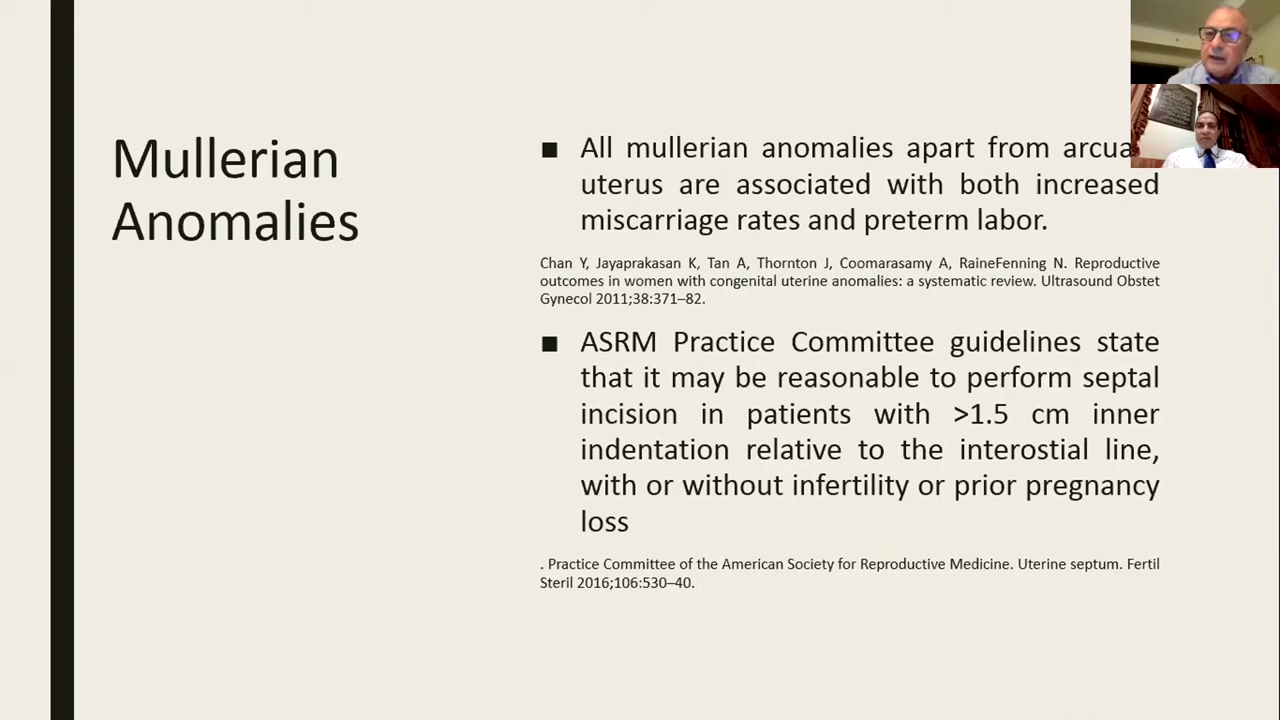 Mullerian
Anomalies
■ All mullerian anomalies apart from
uterus are associated with both increased
miscarriage rates and preterm labor.
Chan Y, Jayaprakasan K, Tan A, Thornton J, Coomarasamy A, RaineFenning N. Reproductive
outcomes in women with congenital uterine anomalies: a systematic review. Ultrasound Obstet
Gynecol 2011;38:371–82.
■ ASRM Practice Committee guidelines state
that it may be reasonable to perform septal
incision in patients with >1.5 cm inner
indentation relative to the interostial line,
with or without infertility or prior pregnancy
loss
. Practice Committee of the American Society for Reproductive Medicine. Uterine septum. Fertil
Steril 2016;106:530–40.